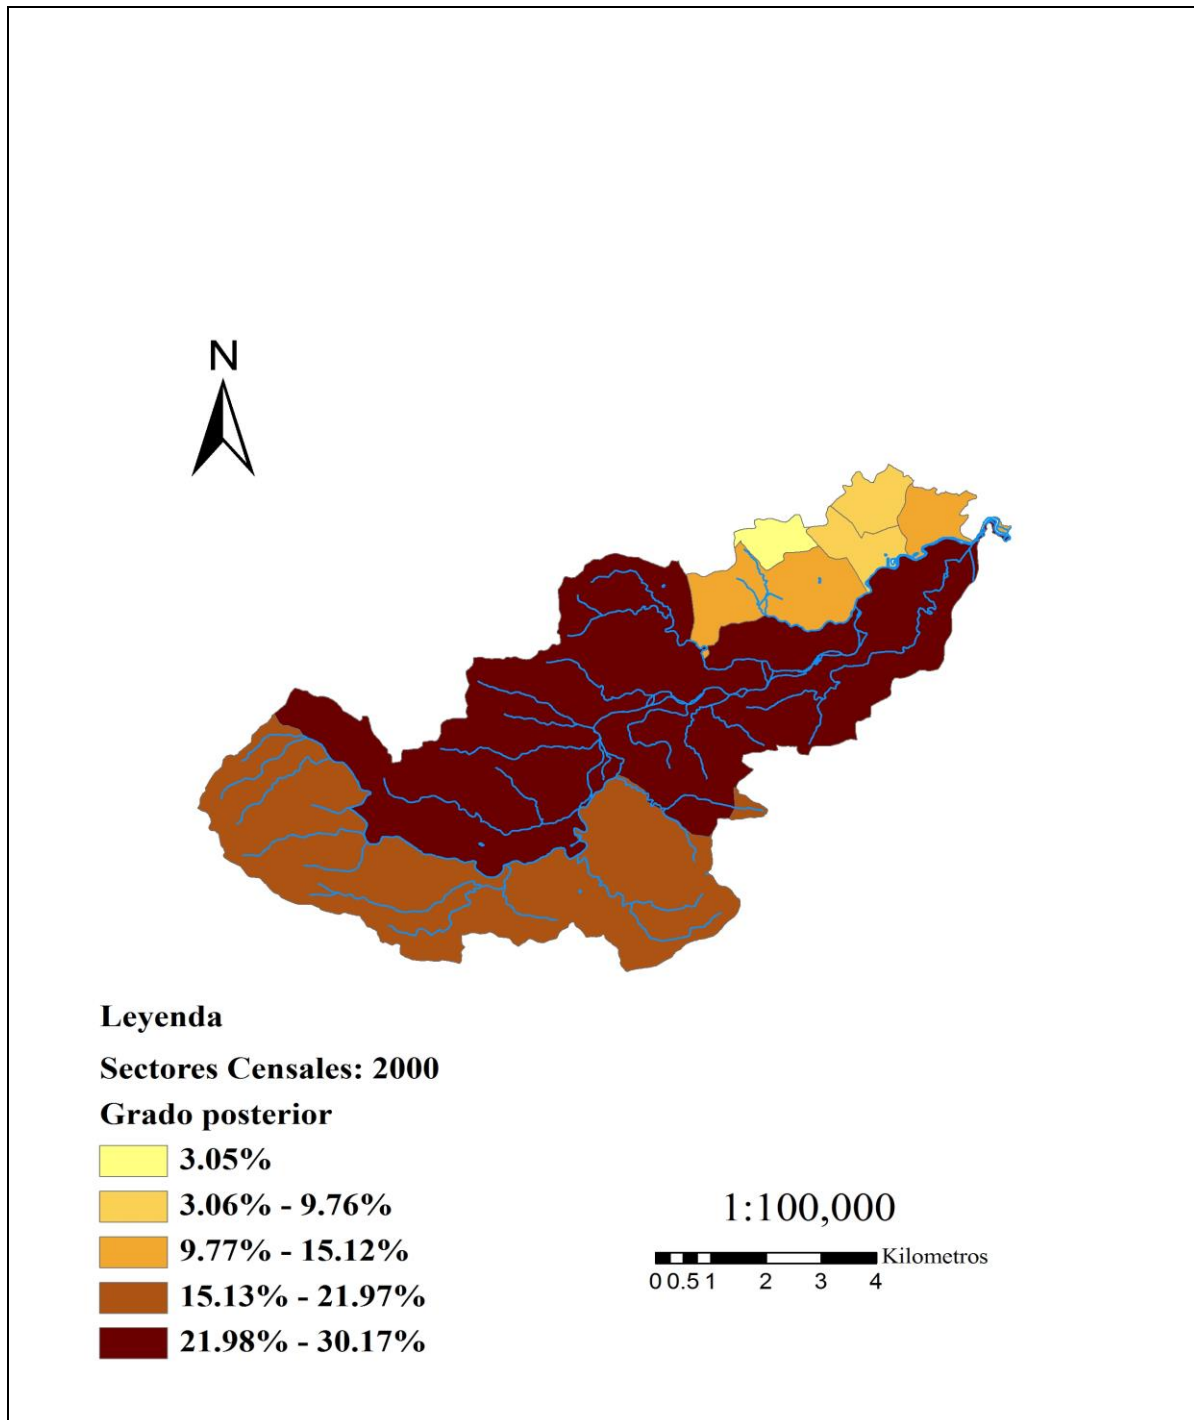 N
Leyenda
Sectores Censales: 2000
Grado posterior
3.05%
3.06% - 9.76%
9.77% - 15.12%
15.13% - 21.97%
21.98% - 30.17%
1:100,000
Kilometros
0 0.5 1 2 3 4